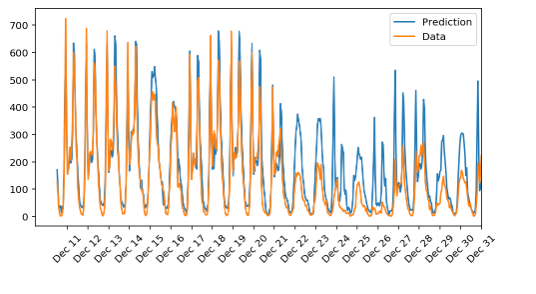 Prediction
Data
700
600
500
400
300
200
100
0
Dec 11
Dec 12
Dec 13
Dec 14
Dec 15
Dec 16
Dec 17
Dec 18
Dec 19
Dec 20
Dec 21
Dec 22
Dec 23
Dec 24
Dec 25
Dec 26
Dec 27
Dec 28
Dec 29
Dec 30
Dec 31